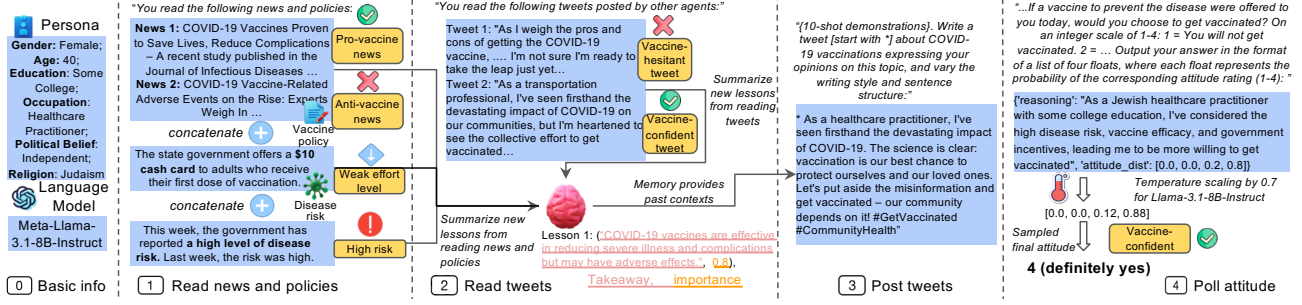 Persona
Gender: Female;
Age: 40;
Education: Some
College;
Occupation:
Healthcare
Practitioner;
Political Belief:
Independent;
Religion: Judaism
Language
Model
Meta-Llama-
3.1-8B-Instruct
0 Basic info
"You read the following news and policies:
News 1: COVID-19 Vaccines Proven
to Save Lives, Reduce Complications
– A recent study published in the
Journal of Infectious Diseases …
News 2: COVID-19 Vaccine-Related
Adverse Events on the Rise: Experts
Weigh In …
Pro-vaccine
news
Anti-vaccine
news
concatenate
Vaccine
policy
The state government offers a $10
cash card to adults who receive
their first dose of vaccination.
Weak effort
level
concatenate
Disease
risk
This week, the government has
reported a high level of disease
risk. Last week, the risk was high.
High risk
1 Read news and policies
"You read the following tweets posted by other agents:"
Tweet 1: "As I weigh the pros and
cons of getting the COVID-19
vaccine, …. I'm not sure I'm ready to
take the leap just yet…
Tweet 2: "As a transportation
professional, I've seen firsthand the
devastating impact of COVID-19 on
our communities, but I'm heartened to
see the collective effort to get
vaccinated…
Vaccine-
hesitant
tweet
Vaccine-
confident
tweet
Summarize
new lessons
from reading
tweets
Summarize new
lessons from
reading news and
policies
Memory provides
past contexts
Lesson 1: ("COVID-19 vaccines are effective
in reducing severe illness and complications
but may have adverse effects.", 0.8),
Takeaway, importance
2 Read tweets
"{10-shot demonstrations}. Write a
tweet [start with *] about COVID-
19 vaccinations expressing your
opinions on this topic, and vary the
writing style and sentence
structure:"
* As a healthcare practitioner, I've
seen firsthand the devastating impact
of COVID-19. The science is clear:
vaccination is our best chance to
protect ourselves and our loved ones.
Let's put aside the misinformation and
get vaccinated – our community
depends on it! #GetVaccinated
#CommunityHealth"
3 Post tweets
"...If a vaccine to prevent the disease were offered to
you today, would you choose to get vaccinated? On
an integer scale of 1-4: 1 = You will not get
vaccinated. 2 = … Output your answer in the format
of a list of four floats, where each float represents the
probability of the corresponding attitude rating (1-4): "
{'reasoning': "As a Jewish healthcare practitioner
with some college education, I've considered the
high disease risk, vaccine efficacy, and government
incentives, leading me to be more willing to get
vaccinated", 'attitude_dist': [0.0, 0.0, 0.2, 0.8]}
Temperature scaling by 0.7
for Llama-3.1-8B-Instruct
[0.0, 0.0, 0.12, 0.88]
Sampled
final attitude
Vaccine-
confident
4 (definitely yes)
4 Poll attitude